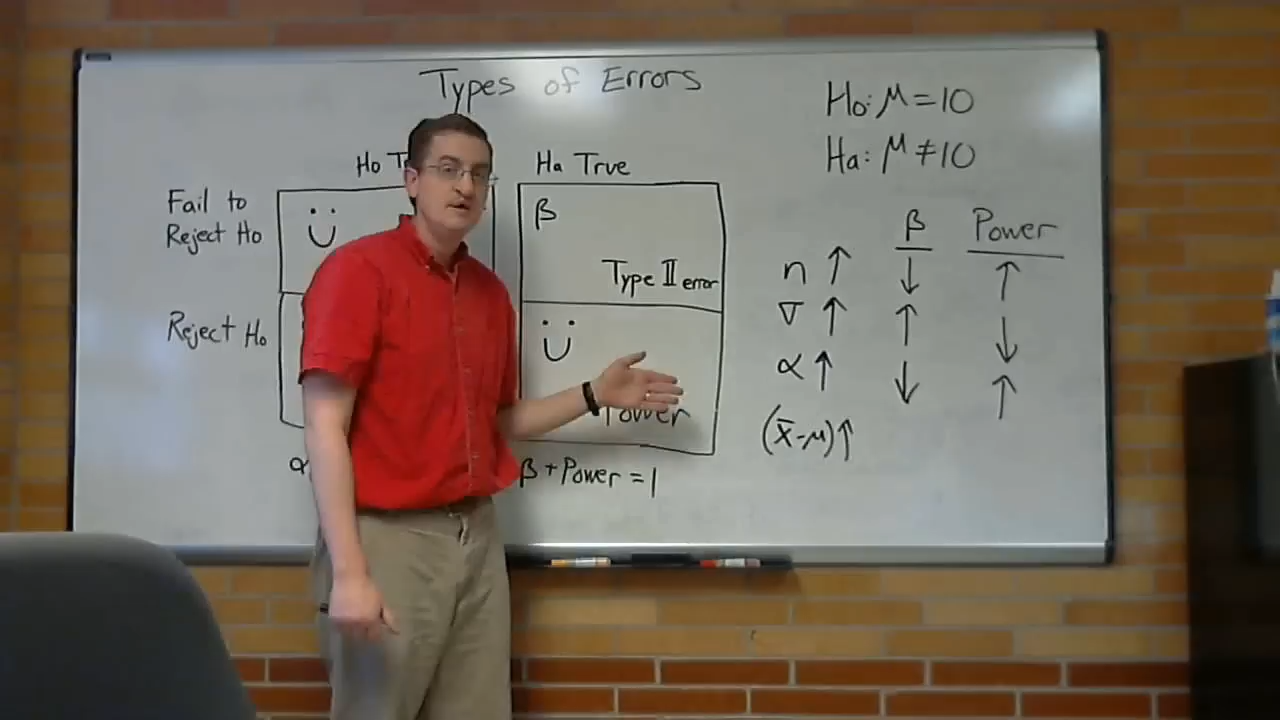 Types of Errors
Ho: μ = 10
Ha: μ ≠ 10
Ho T
Ha True
Fail to
Reject Ho
β
Type II error
Reject Ho
Power
α
β + Power = 1
β Power
n ↑ ↓ ↑
σ ↑ ↑ ↓
α ↑ ↓ ↑
(x̄-μ) ↑